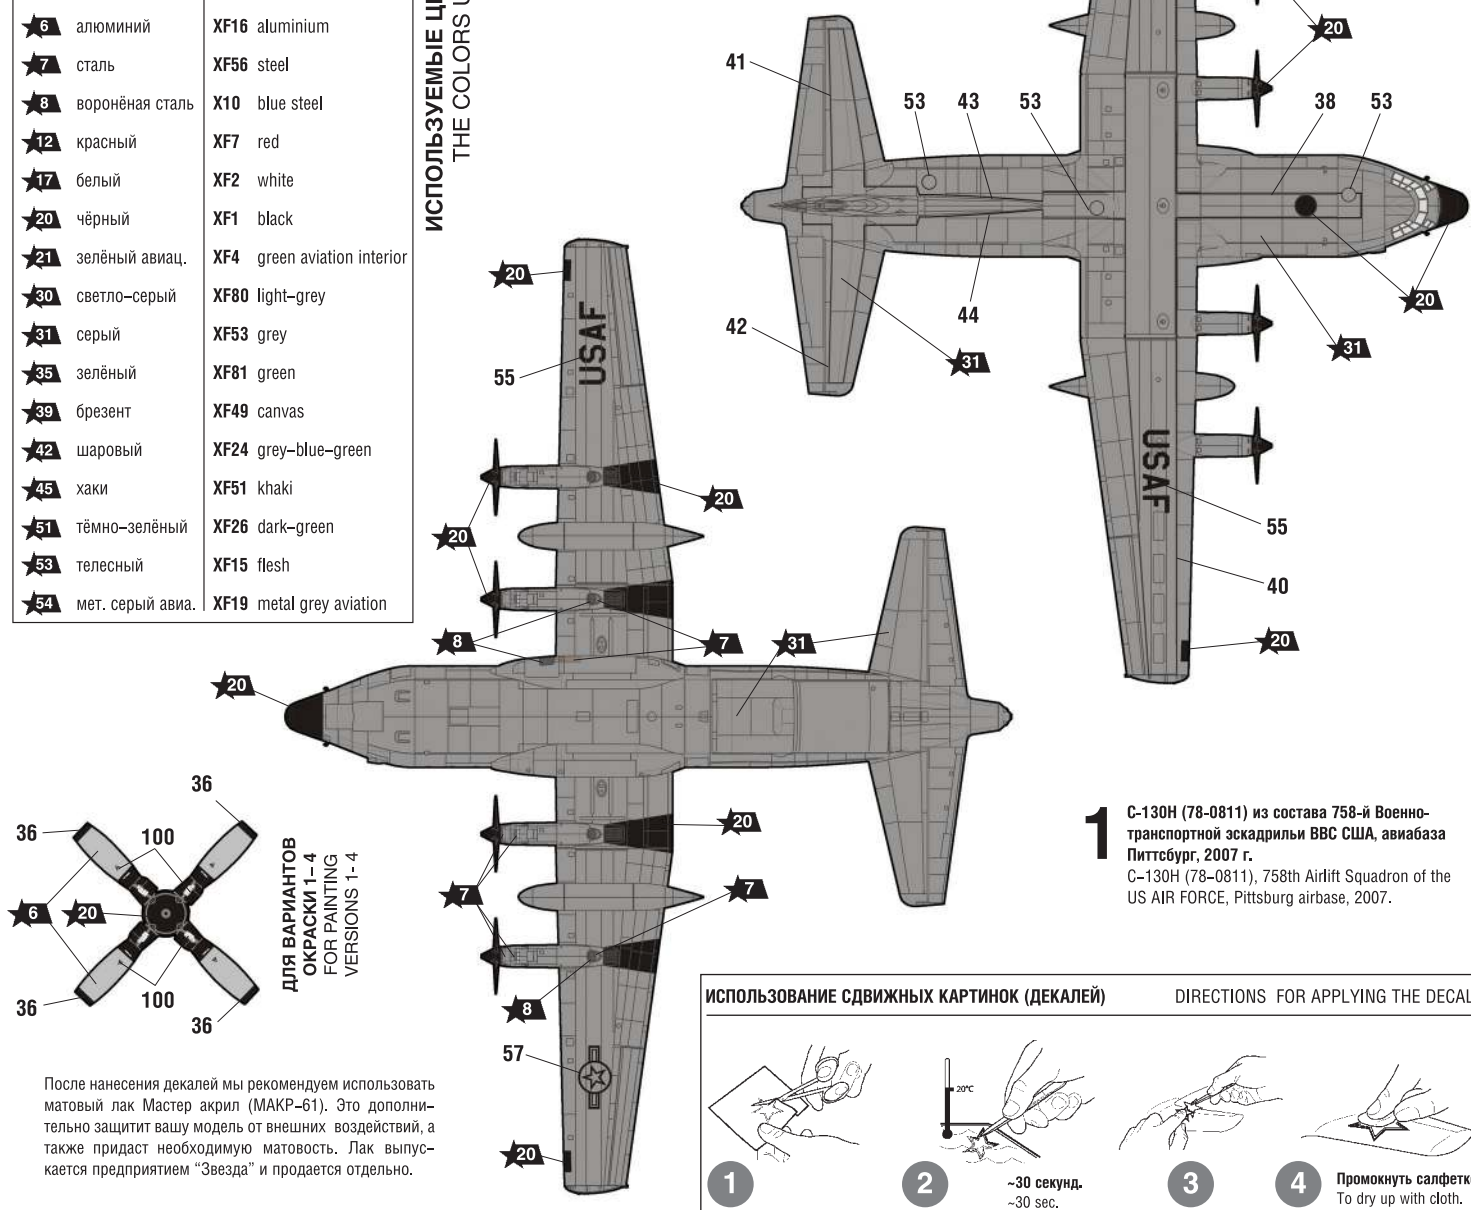 6 алюминий XF16 aluminium
7 сталь XF56 steel
8 воронёная сталь X10 blue steel
12 красный XF7 red
17 белый XF2 white
20 чёрный XF1 black
21 зелёный авиац. XF4 green aviation interior
30 светло-серый XF80 light-grey
31 серый XF53 grey
35 зелёный XF81 green
39 брезент XF49 canvas
42 шаровый XF24 grey-blue-green
45 хаки XF51 khaki
51 тёмно-зелёный XF26 dark-green
53 телесный XF15 flesh
54 мет. серый авиа. XF19 metal grey aviation
ИСПОЛЬЗУЕМЫЕ
THE COLORS
20
41
53 43 53 38 53
44
42
31
31
20
USAF
55
40
20
20
USAF
55
20
20
8
7
31
20
20
7
7
8
57
20
36
36
100
6
20
36
100
36
ДЛЯ ВАРИАНТОВ
ОКРАСКИ 1-4
FOR PAINTING
VERSIONS 1-4
1
С-130Н (78-0811) из состава 758-й Военно-
транспортной эскадрильи ВВС США, авиабаза
Питтсбург, 2007 г.
C-130H (78-0811), 758th Airlift Squadron of the
US AIR FORCE, Pittsburg airbase, 2007.
После нанесения декалей мы рекомендуем использовать
матовый лак Мастер акрил (МАКР-61). Это дополни-
тельно защитит вашу модель от внешних воздействий, а
также придаст необходимую матовость. Лак выпус-
кается предприятием “Звезда” и продается отдельно.
ИСПОЛЬЗОВАНИЕ СДВИЖНЫХ КАРТИНОК (ДЕКАЛЕЙ) DIRECTIONS FOR APPLYING THE DECAL
20°C
1
2
~30 секунд.
~30 sec.
3
4
Промокнуть салфетк
To dry up with cloth.